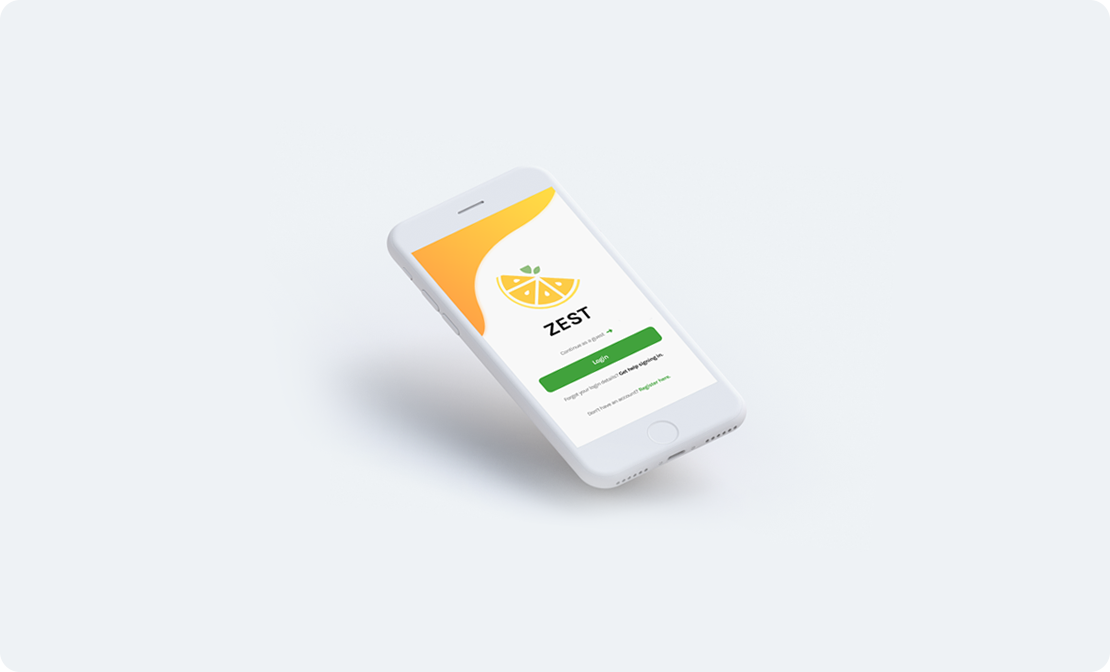 ZEST
Continue as a guest
Login
Forgot your login details? Get help signing in.
Don't have an account? Register here.